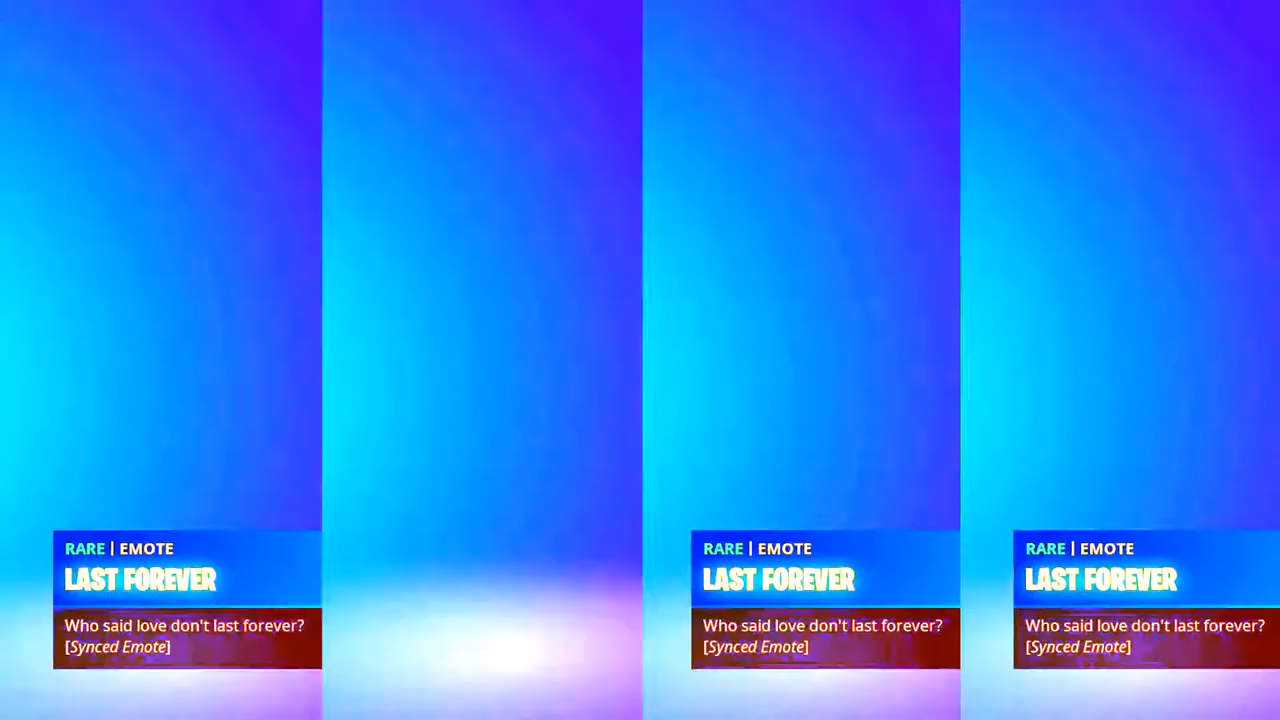 RARE | EMOTE
LAST FOREVER
Who said love don't last forever?
[Synced Emote]
RARE | EMOTE
LAST FOREVER
Who said love don't last forever?
[Synced Emote]
RARE | EMOTE
LAST FOREVER
Who said love don't last forever?
[Synced Emote]